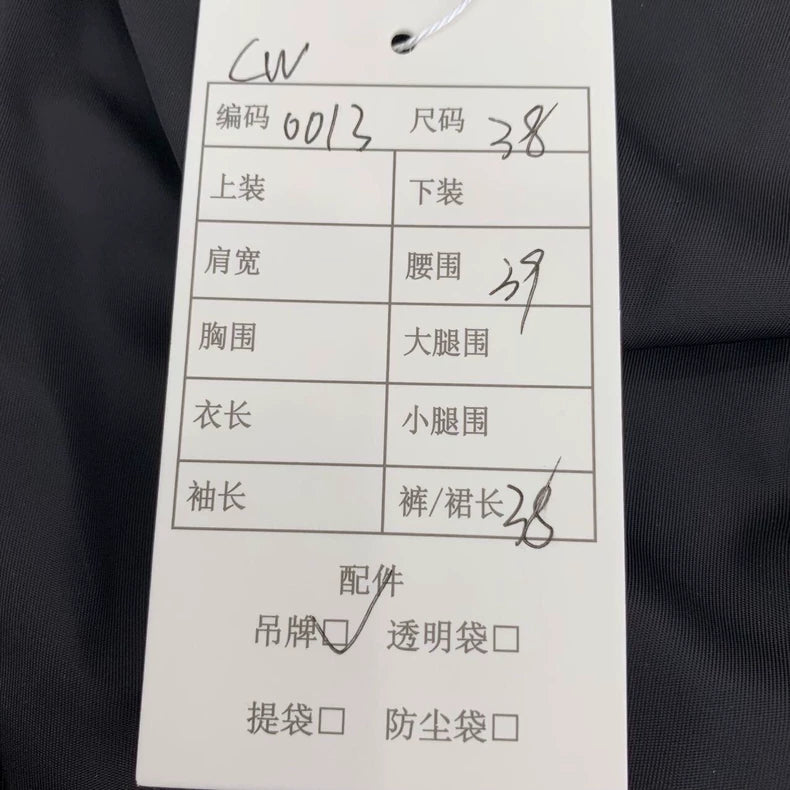 CW
编码 0013 尺码 38
上装 下装
肩宽 腰围 39
胸围 大腿围
衣长 小腿围
袖长 裤/裙长 38
配件
吊牌☑ 透明袋□
提袋□ 防尘袋□